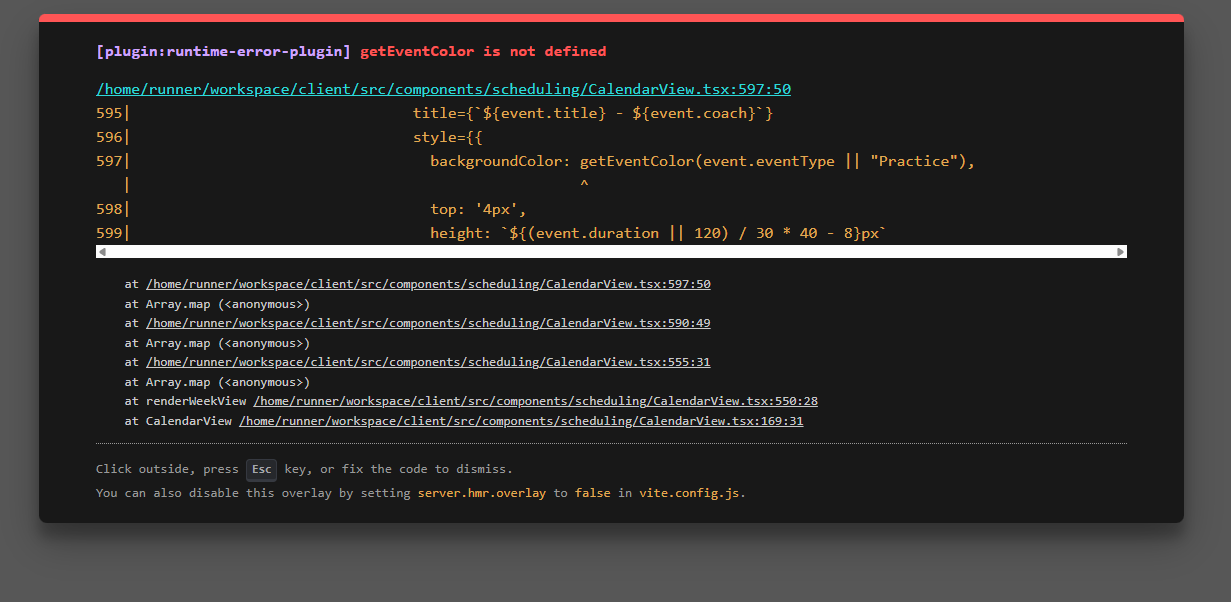 [plugin:runtime-error-plugin] getEventColor is not defined
/home/runner/workspace/client/src/components/scheduling/CalendarView.tsx:597:50
595|                                 title={`${event.title} - ${event.coach}`}
596|                                 style={{
597|                                   backgroundColor: getEventColor(event.eventType || "Practice"),
   |                                                    ^
598|                                   top: '4px',
599|                                   height: `${(event.duration || 120) / 30 * 40 - 8}px`
at /home/runner/workspace/client/src/components/scheduling/CalendarView.tsx:597:50
at Array.map (<anonymous>)
at /home/runner/workspace/client/src/components/scheduling/CalendarView.tsx:590:49
at Array.map (<anonymous>)
at /home/runner/workspace/client/src/components/scheduling/CalendarView.tsx:555:31
at Array.map (<anonymous>)
at renderWeekView /home/runner/workspace/client/src/components/scheduling/CalendarView.tsx:550:28
at CalendarView /home/runner/workspace/client/src/components/scheduling/CalendarView.tsx:169:31
Click outside, press Esc key, or fix the code to dismiss.
You can also disable this overlay by setting server.hmr.overlay to false in vite.config.js.